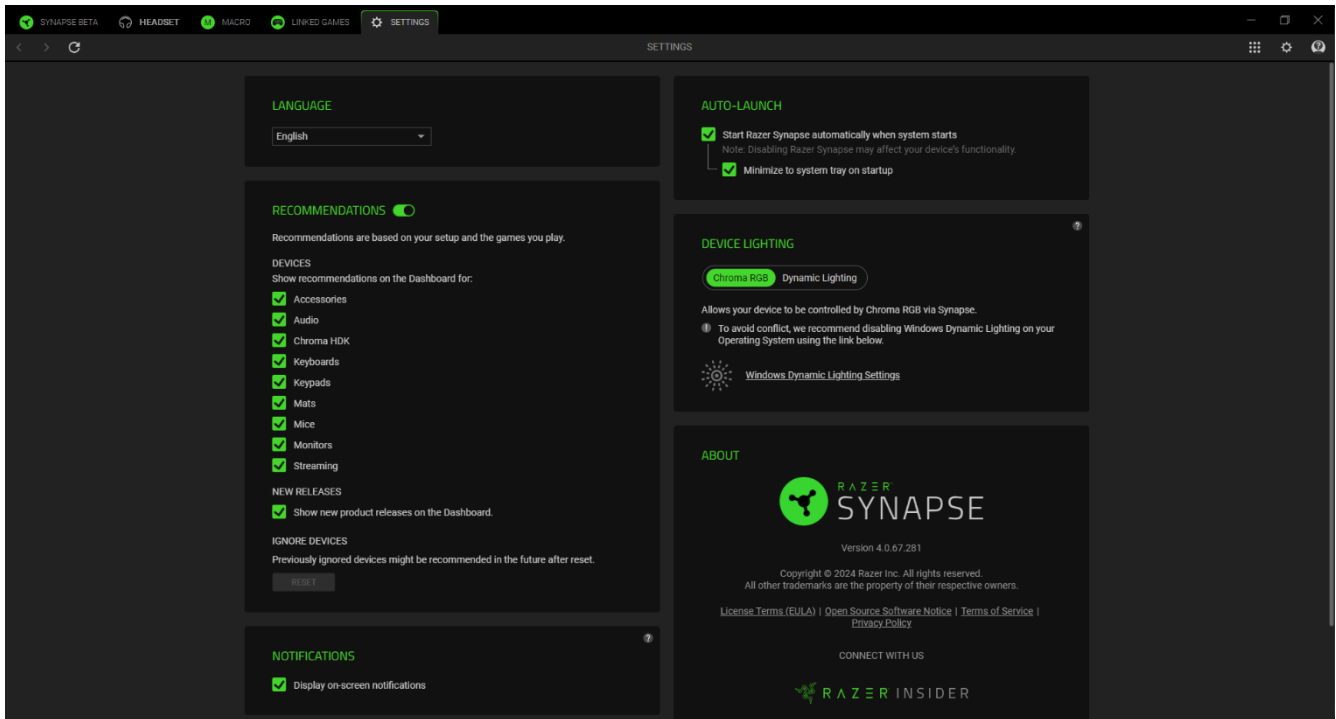 SYNAPSE BETA
HEADSET
M
MACRO
LINKED GAMES
SETTINGS
SETTINGS
LANGUAGE
English
RECOMMENDATIONS
Recommendations are based on your setup and the games you play.
DEVICES
Show recommendations on the Dashboard for:
Accessories
Audio
Chroma HDK
Keyboards
Keypads
Mats
Mice
Monitors
Streaming
NEW RELEASES
Show new product releases on the Dashboard.
IGNORE DEVICES
Previously ignored devices might be recommended in the future after reset.
RESET
?
NOTIFICATIONS
Display on-screen notifications
AUTO-LAUNCH
Start Razer Synapse automatically when system starts
Note: Disabling Razer Synapse may affect your device's functionality.
Minimize to system tray on startup
?
DEVICE LIGHTING
Chroma RGB Dynamic Lighting
Allows your device to be controlled by Chroma RGB via Synapse.
To avoid conflict, we recommend disabling Windows Dynamic Lighting on your
Operating System using the link below.
Windows Dynamic Lighting Settings
ABOUT
RAZER
SYNAPSE
Version 4.0.67.281
Copyright © 2024 Razer Inc. All rights reserved.
All other trademarks are the property of their respective owners.
License Terms (EULA) | Open Source Software Notice | Terms of Service |
Privacy Policy
CONNECT WITH US
RAZER INSIDER